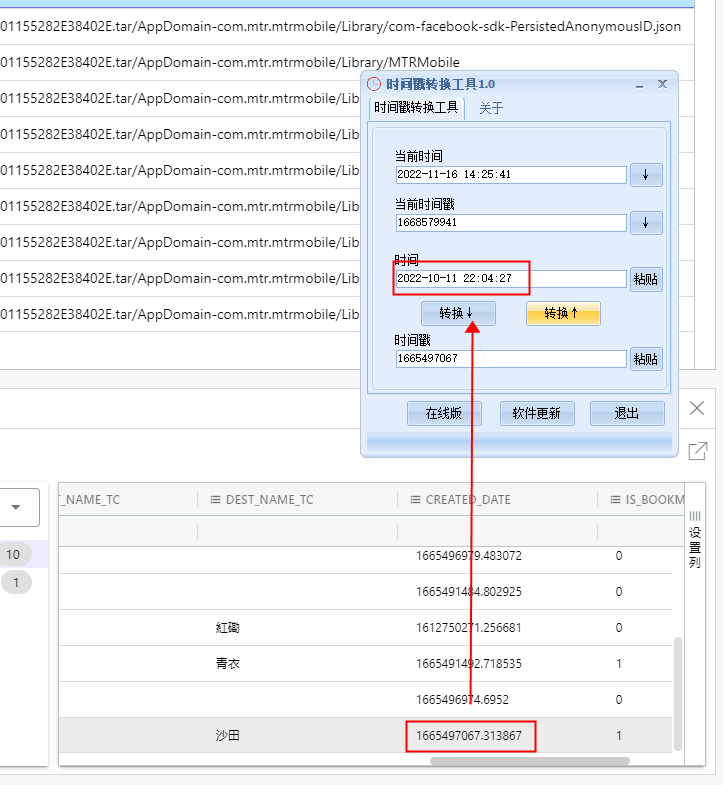 01155282E38402E.tar/AppDomain-com.mtr.mtrmobile/Library/com-facebook-sdk-PersistedAnonymousID.json
01155282E38402E.tar/AppDomain-com.mtr.mtrmobile/Library/MTRMobile
01155282E38402E.tar/AppDomain-com.mtr.mtrmobile/Lib
01155282E38402E.tar/AppDomain-com.mtr.mtrmobile/Lib
01155282E38402E.tar/AppDomain-com.mtr.mtrmobile/Lib
01155282E38402E.tar/AppDomain-com.mtr.mtrmobile/Lib
01155282E38402E.tar/AppDomain-com.mtr.mtrmobile/Lib
01155282E38402E.tar/AppDomain-com.mtr.mtrmobile/Lib
01155282E38402E.tar/AppDomain-com.mtr.mtrmobile/Lib
时间戳转换工具1.0
时间戳转换工具 关于
当前时间
2022-11-16 14:25:41 ↓
当前时间戳
1668579941 ↓
时间
2022-10-11 22:04:27 粘贴
转换↓ 转换↑
时间戳
1665497067 粘贴
在线版 软件更新 退出
_NAME_TC DEST_NAME_TC CREATED_DATE IS_BOOKM
设置列
10
1
1665496979.483072 0
1665491484.802925 0
紅磡 1612750271.256681 0
青衣 1665491492.718535 1
1665496974.6952 0
沙田 1665497067.313867 1